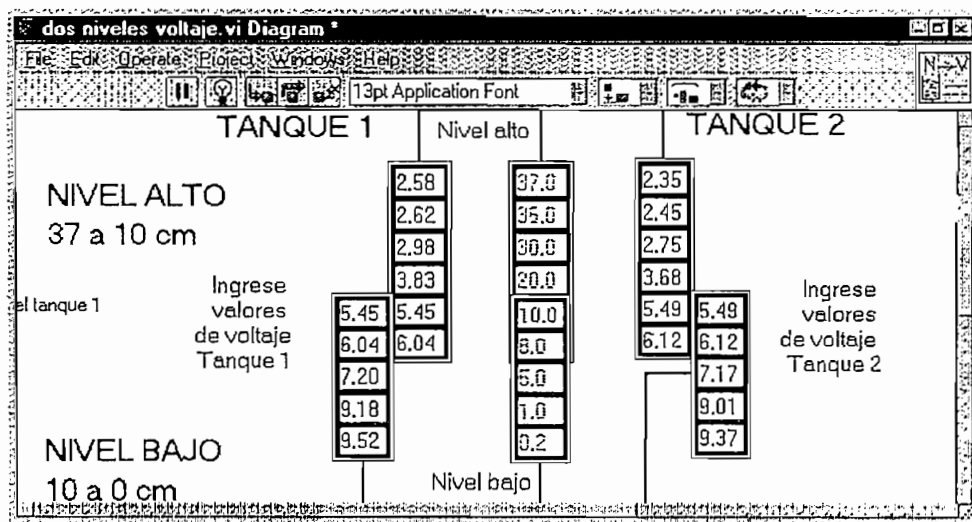 dos niveles voltaje.vi Diagram *
File Edit Operate Project Windows Help
13pt Application Font
TANQUE 1 Nivel alto TANQUE 2
NIVEL ALTO
37 a 10 cm
2.58 37.0 2.35
2.62 35.0 2.45
2.98 30.0 2.75
3.83 20.0 3.68
el tanque 1
Ingrese
valores
de voltaje
Tanque 1
5.45 5.45 10.0 5.49 5.49
6.04 6.04 8.0 6.12 6.12
7.20 5.0 7.17
9.18 1.0 9.01
9.52 0.2 9.37
Ingrese
valores
de voltaje
Tanque 2
NIVEL BAJO
10 a 0 cm
Nivel bajo